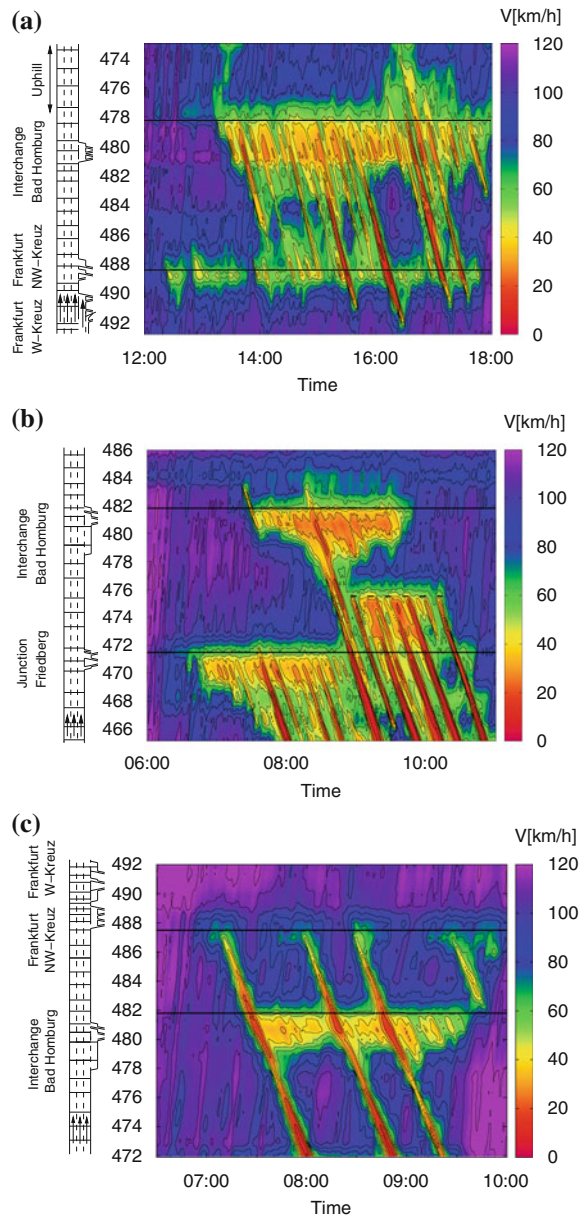 (a)
V[km/h]
Uphill
Interchange
Bad Homburg
Frankfurt
NW-Kreuz
Frankfurt
W-Kreuz
474
476
478
480
482
484
486
488
490
492
12:00 14:00 16:00 18:00
Time
120
100
80
60
40
20
0
(b)
V[km/h]
Interchange
Bad Homburg
Junction
Friedberg
486
484
482
480
478
476
474
472
470
468
466
06:00 08:00 10:00
Time
120
100
80
60
40
20
0
(c)
V[km/h]
Frankfurt
W-Kreuz
Frankfurt
NW-Kreuz
Interchange
Bad Homburg
492
490
488
486
484
482
480
478
476
474
472
07:00 08:00 09:00 10:00
Time
120
100
80
60
40
20
0